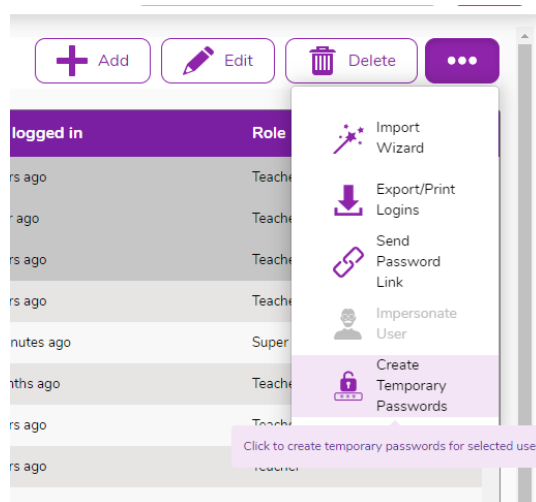 Add
Edit
Delete
logged in
Role
rs ago
Teache
r ago
Teache
rs ago
Teache
rs ago
Teache
nutes ago
Super
nths ago
Teache
rs ago
Teache
rs ago
Teacher
Import
Wizard
Export/Print
Logins
Send
Password
Link
Impersonate
User
Create
Temporary
Passwords
Click to create temporary passwords for selected use